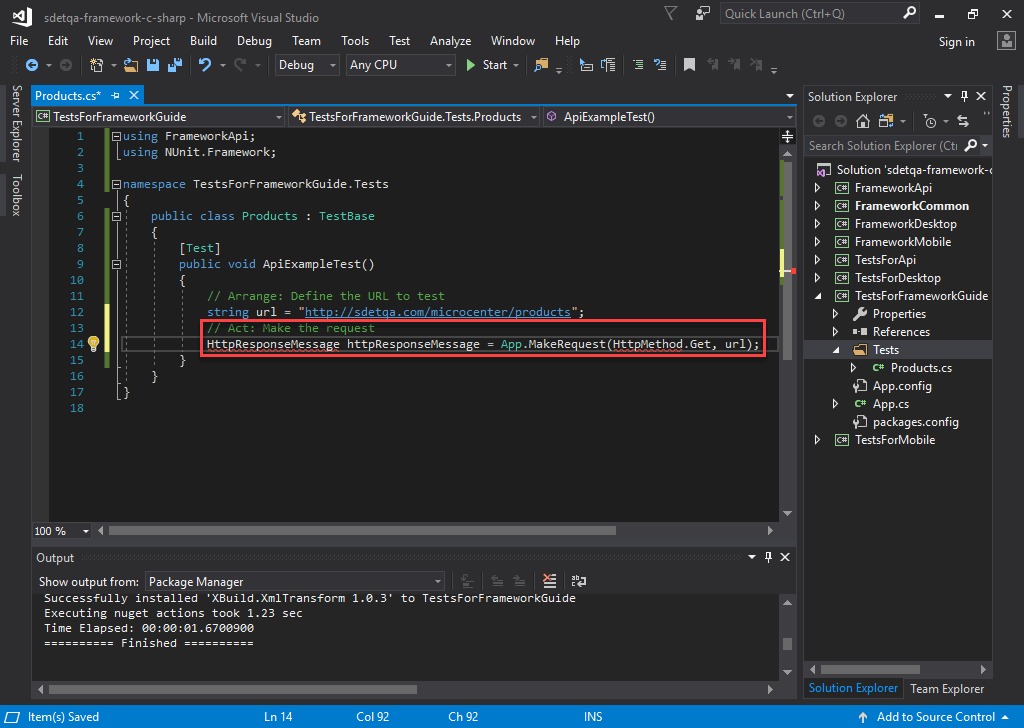 sdetqa-framework-c-sharp - Microsoft Visual Studio
Quick Launch (Ctrl+Q)
File Edit View Project Build Debug Team Tools Test Analyze Window Help
Sign in
Debug Any CPU Start
Server Explorer
Toolbox
Products.cs*
TestsForFrameworkGuide TestsForFrameworkGuide.Tests.Products ApiExampleTest()
1 using FrameworkApi;
2 using NUnit.Framework;
3
4 namespace TestsForFrameworkGuide.Tests
5 {
6 public class Products : TestBase
7 {
8 [Test]
9 public void ApiExampleTest()
10 {
11 // Arrange: Define the URL to test
12 string url = "http://sdetqa.com/microcenter/products";
13 // Act: Make the request
14 HttpResponseMessage httpResponseMessage = App.MakeRequest(HttpMethod.Get, url);
15 }
16 }
17 }
18
100 %
Output
Show output from: Package Manager
Successfully installed 'XBuild.XmlTransform 1.0.3' to TestsForFrameworkGuide
Executing nuget actions took 1.23 sec
Time Elapsed: 00:00:01.6700900
========== Finished ==========
Solution Explorer
Search Solution Explorer (Ctr
Solution 'sdetqa-framework-c
C# FrameworkApi
C# FrameworkCommon
C# FrameworkDesktop
C# FrameworkMobile
C# TestsForApi
C# TestsForDesktop
C# TestsForFrameworkGuide
Properties
References
Tests
C# Products.cs
App.config
C# App.cs
packages.config
C# TestsForMobile
Solution Explorer Team Explorer
Properties
Item(s) Saved Ln 14 Col 92 Ch 92 INS Add to Source Control